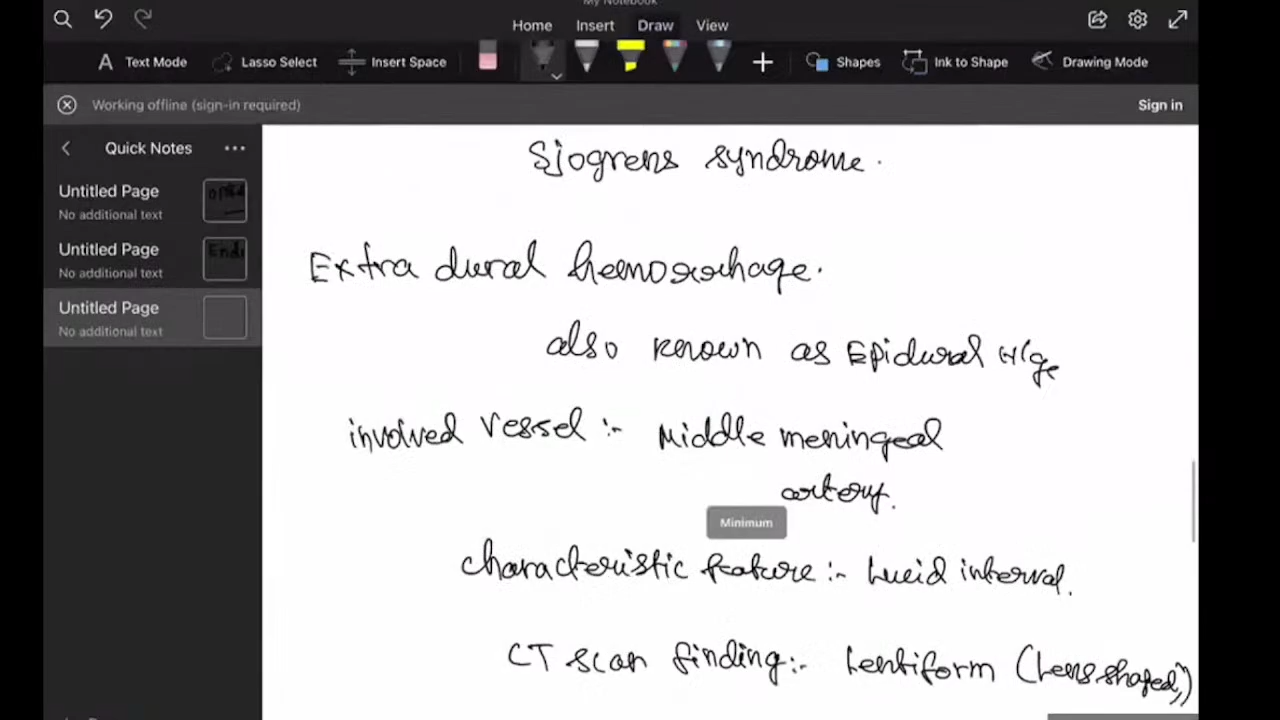 My Notebook
Home Insert Draw View
Text Mode Lasso Select Insert Space Shapes Ink to Shape Drawing Mode
Working offline (sign-in required) Sign in
Quick Notes
Untitled Page
No additional text
Untitled Page
No additional text
Untitled Page
No additional text
Sjogrens syndrome.
Extra dural haemorrhage.
also known as Epidural H/ge
involved vessel :- Middle meningeal
artery.
Minimum
characteristic feature :- Lucid interval.
CT scan finding :- Lentiform (Lens shaped)